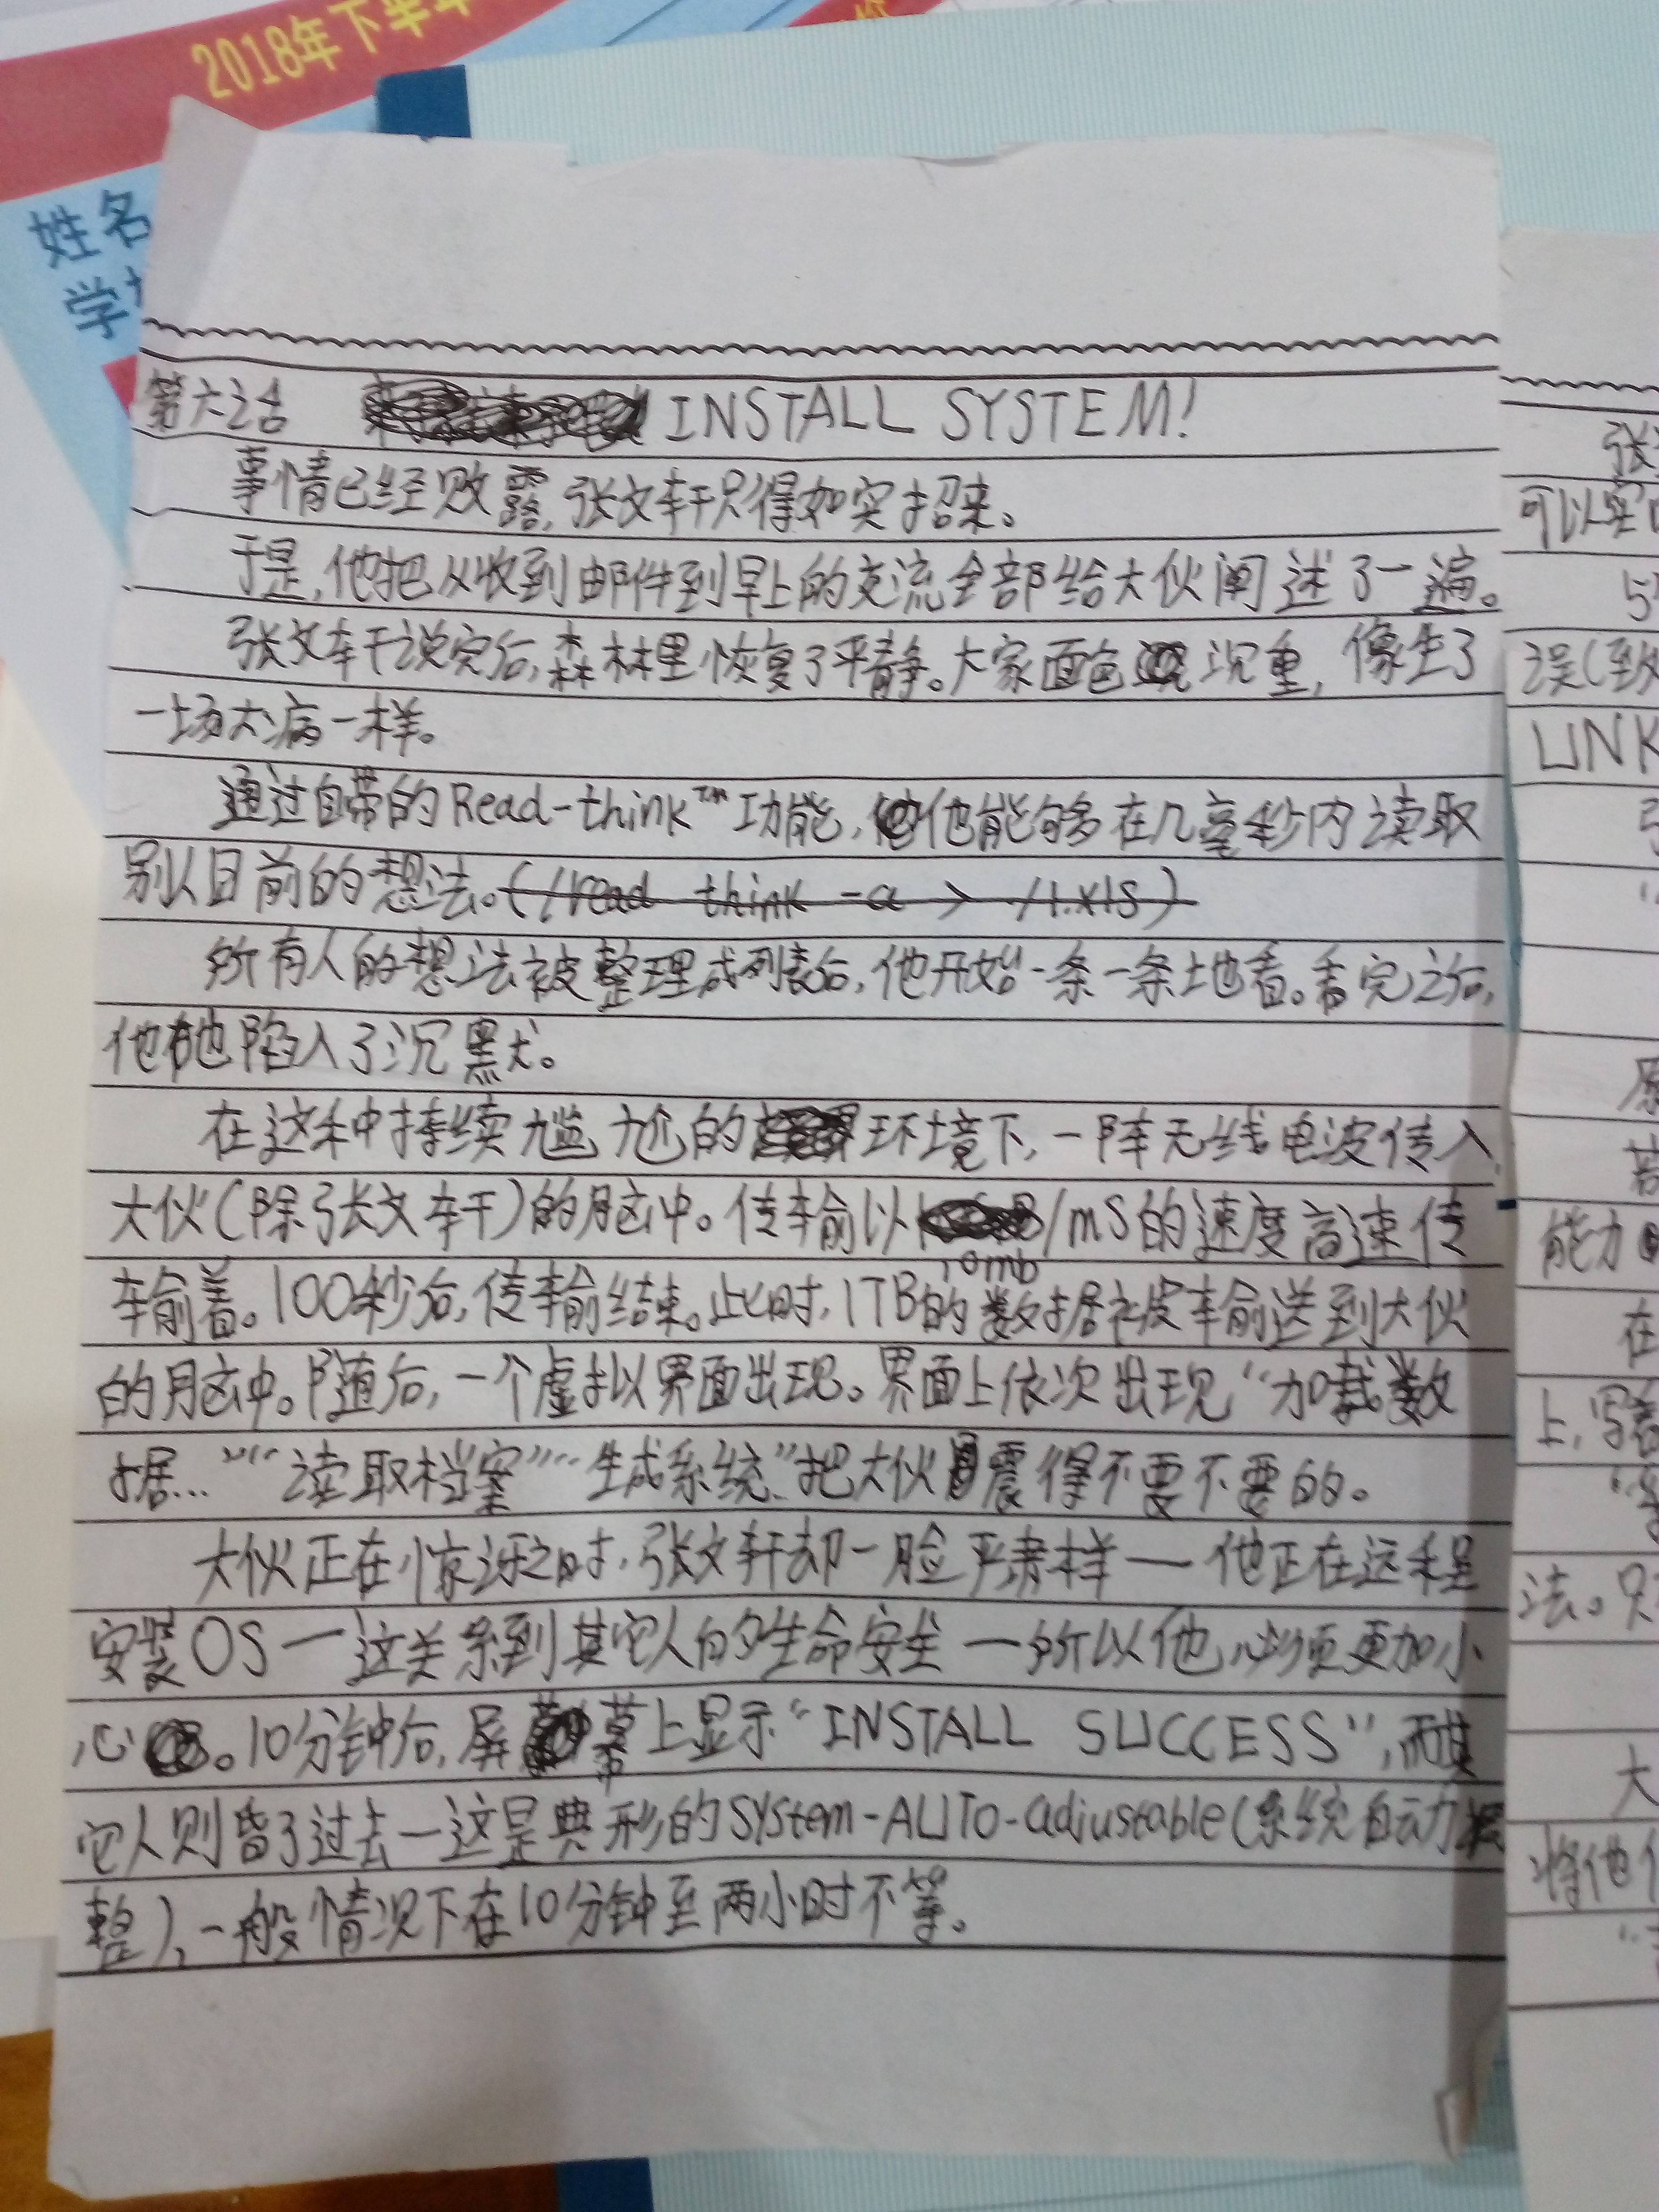 2018年下半年
姓名
学
第六之话 INSTALL SYSTEM!
事情已经败露,张文轩只得如实招来。
于是,他把从收到邮件到早上的交流全部给大伙阐述了一遍。
张文轩说完后,森林里恢复了平静。大家面色沉重,像生了
一场大病一样。
通过自带的Read-think™功能,他能够在几毫秒内读取
别人目前的想法。(/read think -a > /1.xls)
所有人的想法被整理成列表后,他开始一条一条地看。看完之后,
他也陷入了沉默。
在这种持续尴尬的环境下,一阵无线电波传入
大伙(除张文轩)的脑中。传输以10mb/ms的速度高速传
输着。100秒后,传输结束。此时,1TB的数据被输送到大伙
的脑中。随后,一个虚拟界面出现。界面上依次出现“加载数
据...”“读取档案”“生成系统”把大伙震得不要不要的。
大伙正在惊讶之时,张文轩却一脸严肃样—他正在远程
安装OS—这关系到其它人的生命安全—所以他必须更加小
心。10分钟后,屏幕上显示“INSTALL SUCCESS”,而其
它人则昏了过去—这是典形的System-AUTO-adjustable(系统自动调
整),一般情况下在10分钟至两小时不等。
张
可以实
误(致
LINK
能力
在
上,写着
法。只
大
将他们